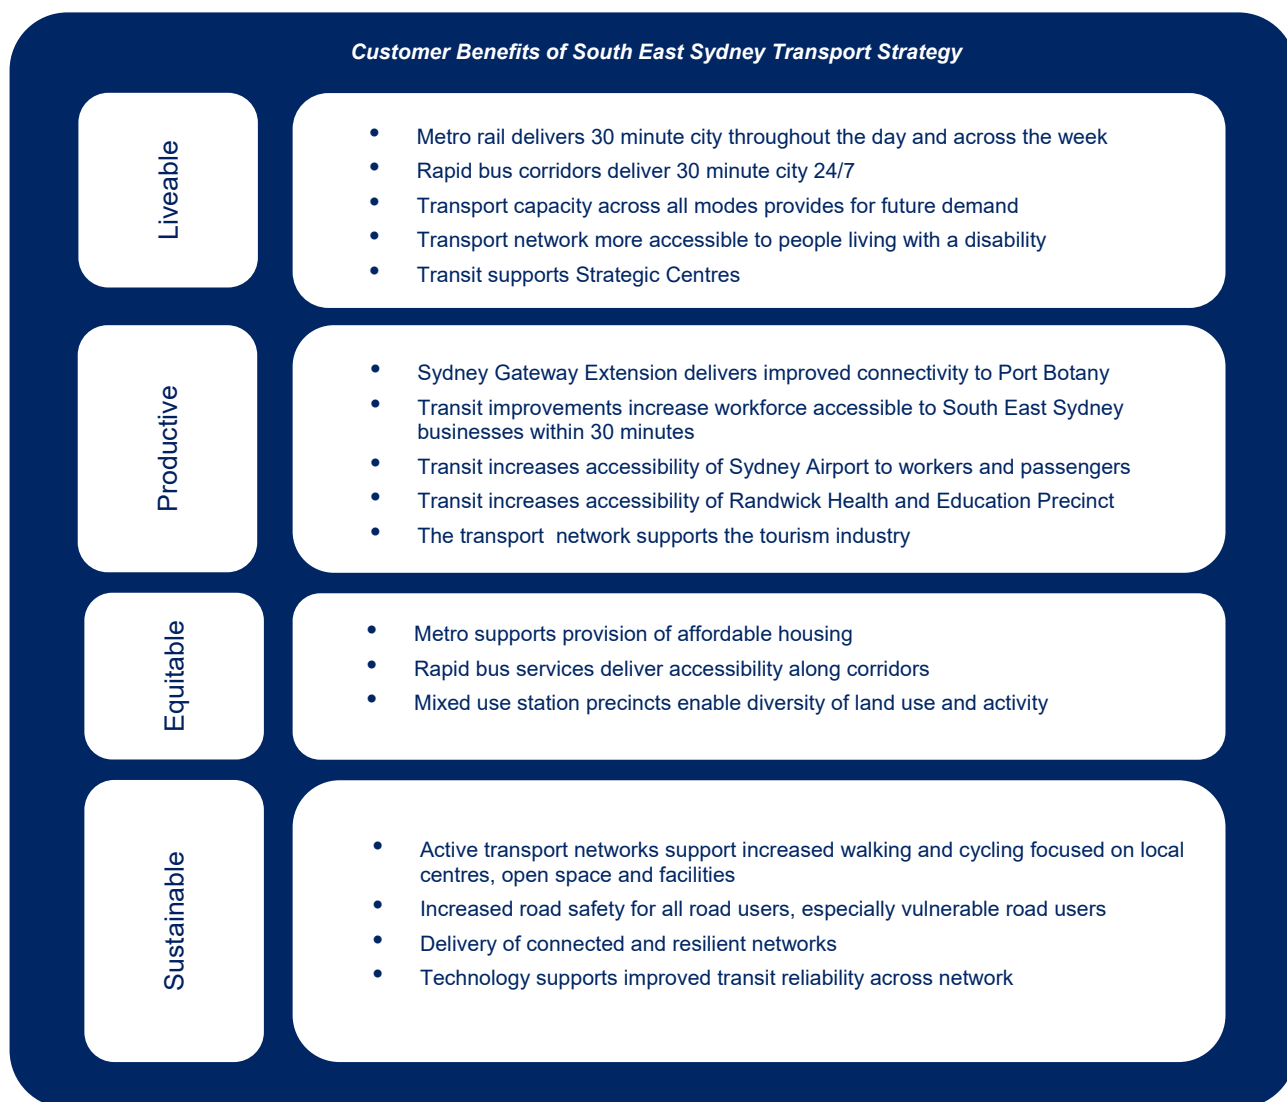 Customer Benefits of South East Sydney Transport Strategy
Liveable
• Metro rail delivers 30 minute city throughout the day and across the week
• Rapid bus corridors deliver 30 minute city 24/7
• Transport capacity across all modes provides for future demand
• Transport network more accessible to people living with a disability
• Transit supports Strategic Centres
Productive
• Sydney Gateway Extension delivers improved connectivity to Port Botany
• Transit improvements increase workforce accessible to South East Sydney
businesses within 30 minutes
• Transit increases accessibility of Sydney Airport to workers and passengers
• Transit increases accessibility of Randwick Health and Education Precinct
• The transport  network supports the tourism industry
Equitable
• Metro supports provision of affordable housing
• Rapid bus services deliver accessibility along corridors
• Mixed use station precincts enable diversity of land use and activity
Sustainable
• Active transport networks support increased walking and cycling focused on local
centres, open space and facilities
• Increased road safety for all road users, especially vulnerable road users
• Delivery of connected and resilient networks
• Technology supports improved transit reliability across network